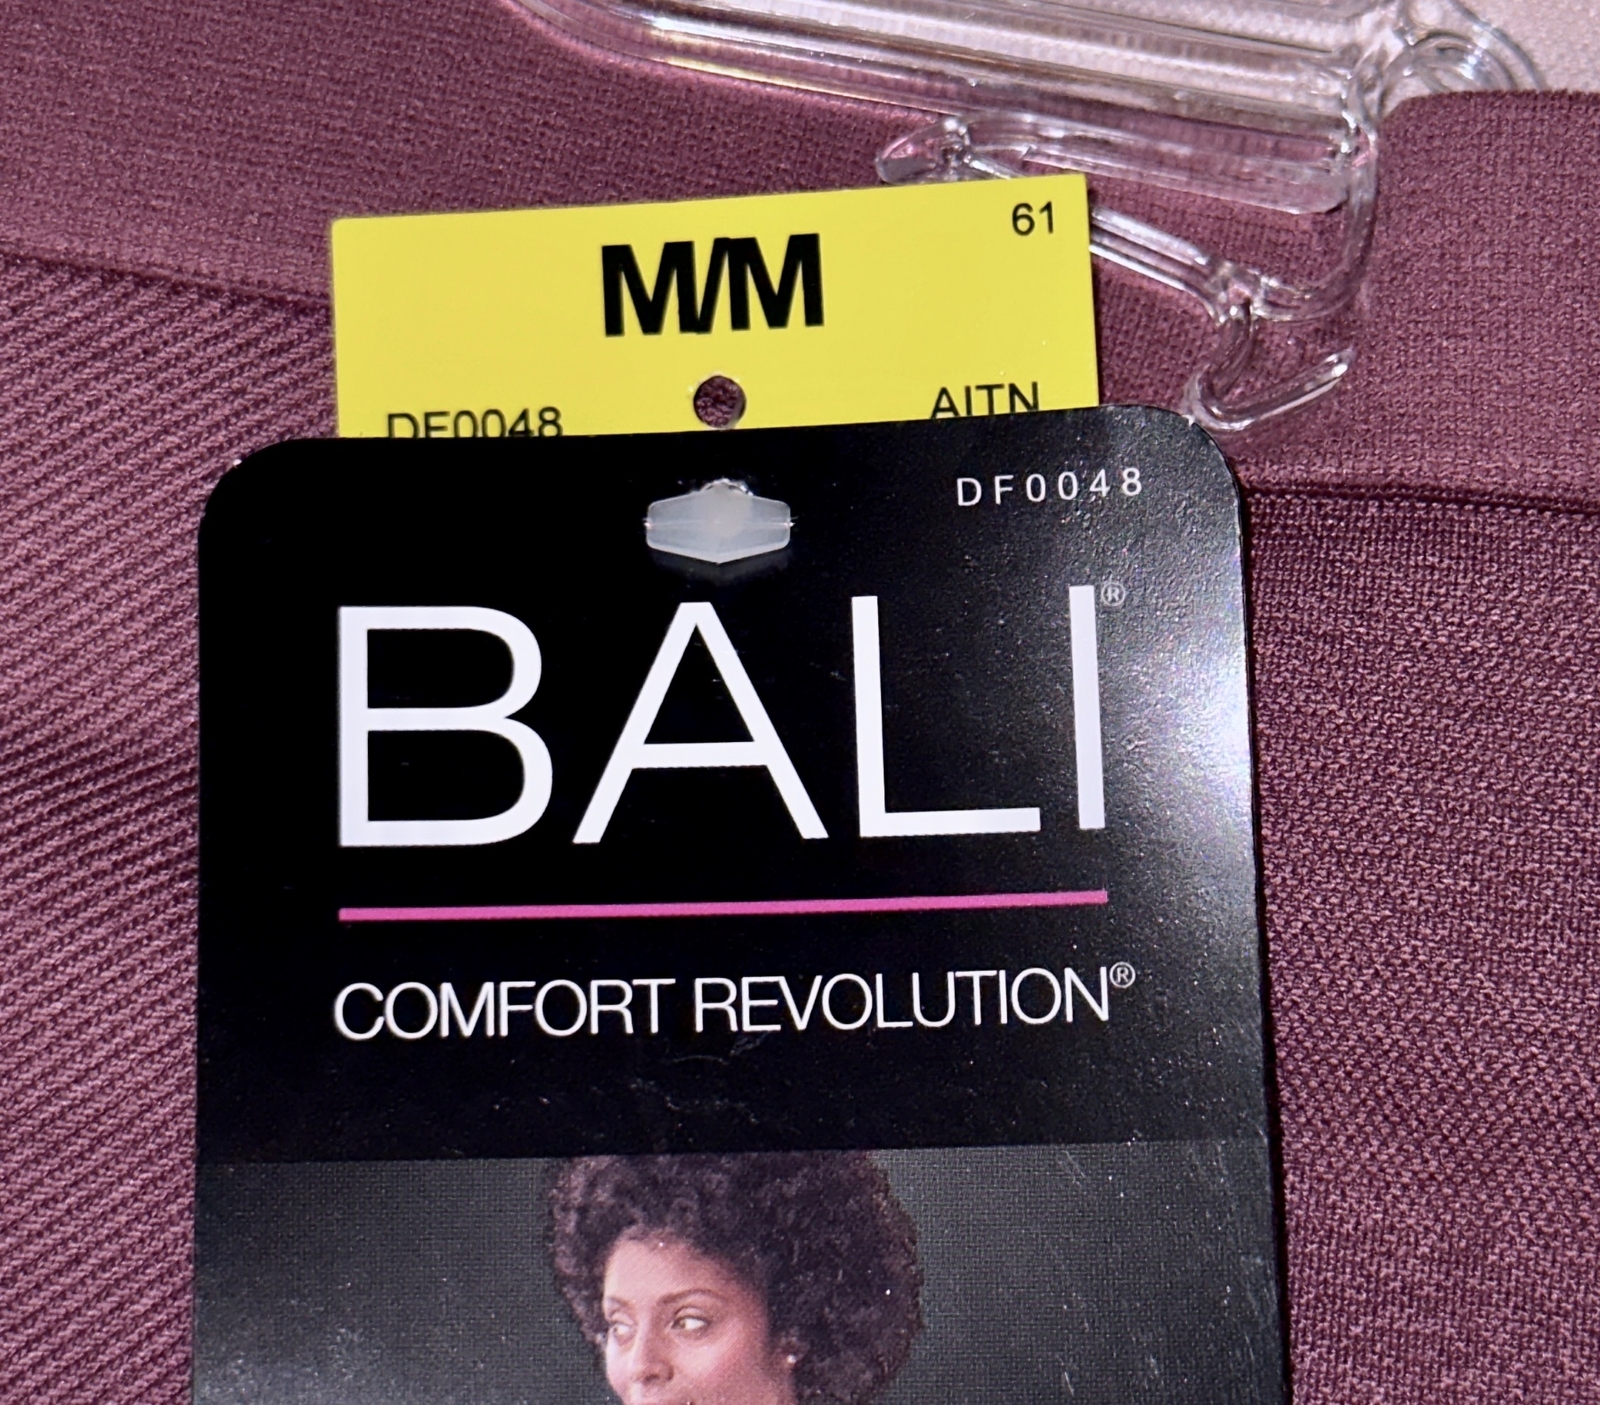 61
M/M
DF0048 AITN
DF0048
BALI®
COMFORT REVOLUTION®